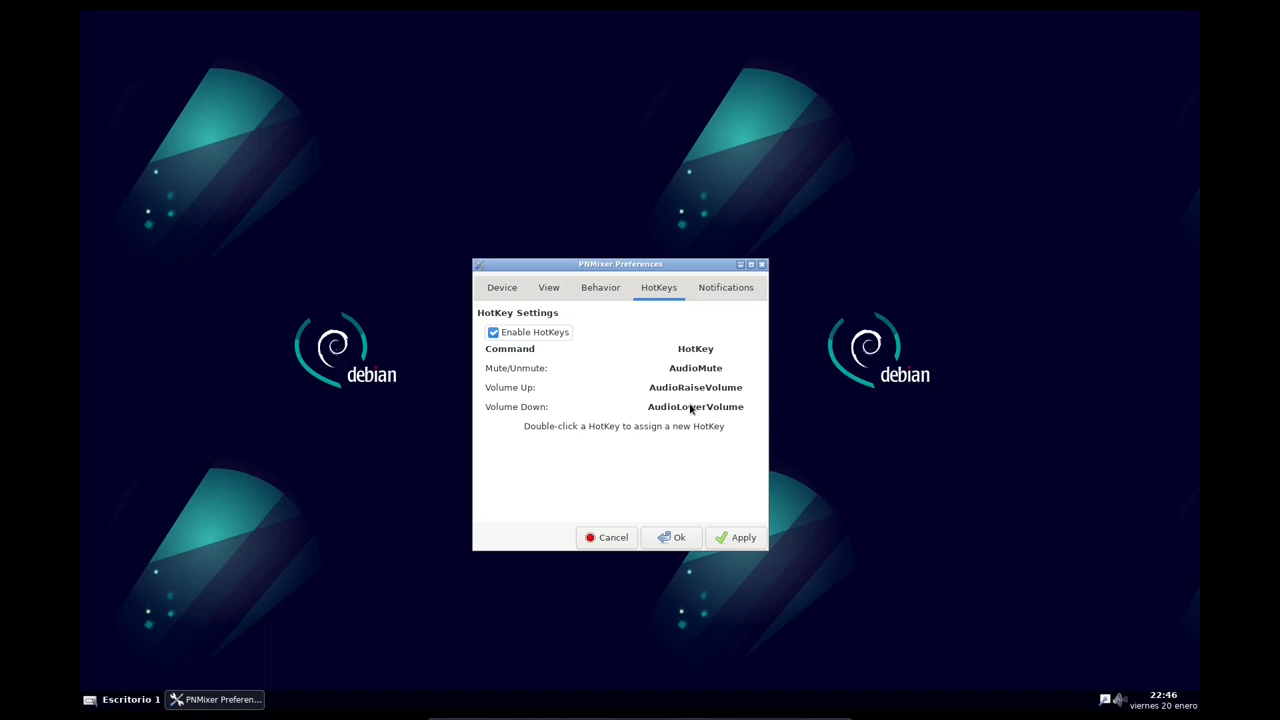 PNMixer Preferences
Device View Behavior HotKeys Notifications
HotKey Settings
Enable HotKeys
Command HotKey
Mute/Unmute: AudioMute
Volume Up: AudioRaiseVolume
Volume Down: AudioLowerVolume
Double-click a HotKey to assign a new HotKey
Cancel Ok Apply
debian
debian
Escritorio 1 PNMixer Preferen...
22:46
viernes 20 enero